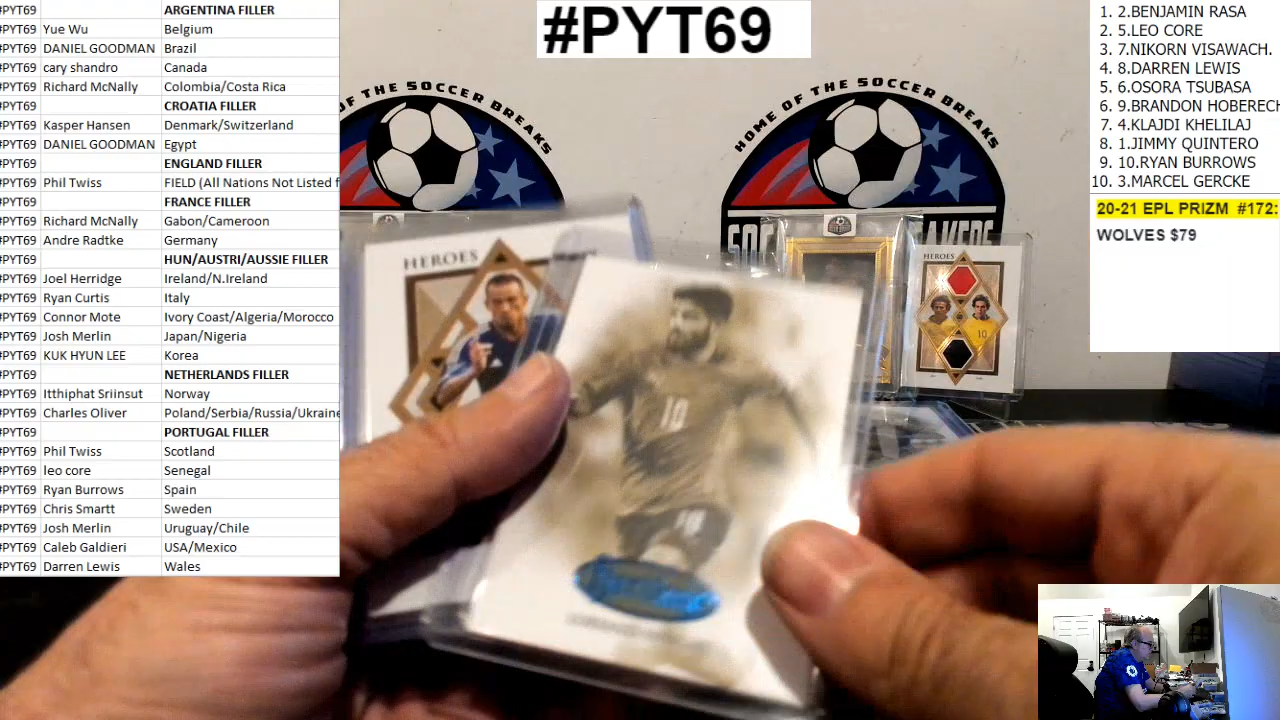 #PYT69 ARGENTINA FILLER
#PYT69 Yue Wu Belgium
#PYT69 DANIEL GOODMAN Brazil
#PYT69 cary shandro Canada
#PYT69 Richard McNally Colombia/Costa Rica
#PYT69 CROATIA FILLER
#PYT69 Kasper Hansen Denmark/Switzerland
#PYT69 DANIEL GOODMAN Egypt
#PYT69 ENGLAND FILLER
#PYT69 Phil Twiss FIELD (All Nations Not Listed f
#PYT69 FRANCE FILLER
#PYT69 Richard McNally Gabon/Cameroon
#PYT69 Andre Radtke Germany
#PYT69 HUN/AUSTRI/AUSSIE FILLER
#PYT69 Joel Herridge Ireland/N.Ireland
#PYT69 Ryan Curtis Italy
#PYT69 Connor Mote Ivory Coast/Algeria/Morocco
#PYT69 Josh Merlin Japan/Nigeria
#PYT69 KUK HYUN LEE Korea
#PYT69 NETHERLANDS FILLER
#PYT69 Itthiphat Sriinsut Norway
#PYT69 Charles Oliver Poland/Serbia/Russia/Ukraine
#PYT69 PORTUGAL FILLER
#PYT69 Phil Twiss Scotland
#PYT69 leo core Senegal
#PYT69 Ryan Burrows Spain
#PYT69 Chris Smartt Sweden
#PYT69 Josh Merlin Uruguay/Chile
#PYT69 Caleb Galdieri USA/Mexico
#PYT69 Darren Lewis Wales
#PYT69
OF THE SOCCER BREAKS
HOME OF THE SOCCER BREAKS
SOC
HEROES
10
HEROES
10
1. 2.BENJAMIN RASA
2 5.LEO CORE
3 7.NIKORN VISAWACH.
4 8.DARREN LEWIS
5 6.OSORA TSUBASA
6 9.BRANDON HOBERECH
7 4.KLAJDI KHELILAJ
8 1.JIMMY QUINTERO
9 10.RYAN BURROWS
10. 3.MARCEL GERCKE
20-21 EPL PRIZM #172:
WOLVES $79